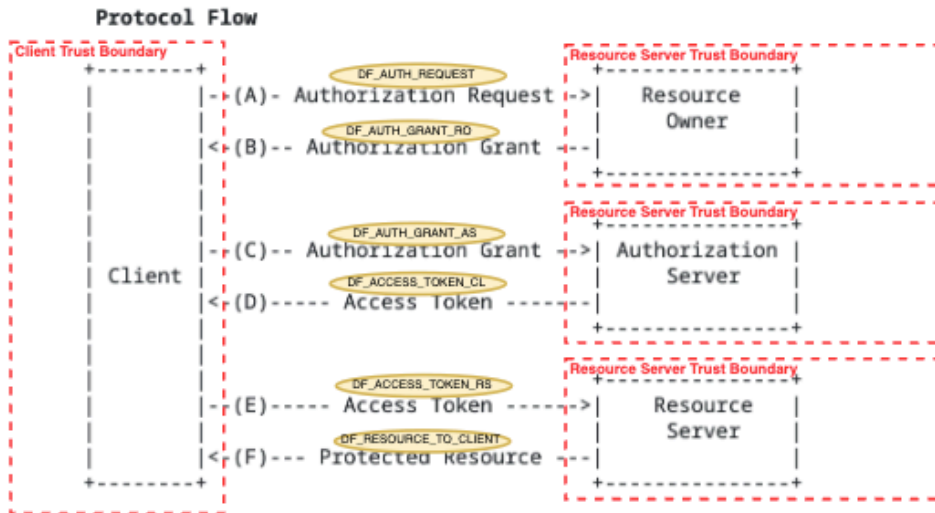 Protocol Flow
Client Trust Boundary
Resource Server Trust Boundary
DF_AUTH_REQUEST
(A)- Authorization Request
Resource
Owner
DF_AUTH_GRANT_RO
(B)-- Authorization Grant
Resource Server Trust Boundary
DF_AUTH_GRANT_AS
(C)-- Authorization Grant
Authorization
Server
Client
DF_ACCESS_TOKEN_CL
(D)----- Access Token
Resource Server Trust Boundary
DF_ACCESS_TOKEN_RS
(E)----- Access Token
Resource
Server
DF_RESOURCE_TO_CLIENT
(F)--- Protected Resource